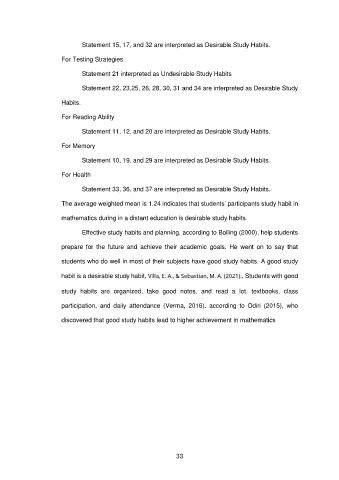 Statement 15, 17, and 32 are interpreted as Desirable Study Habits.
For Testing Strategies
Statement 21 interpreted as Undesirable Study Habits
Statement 22, 23,25, 26, 28, 30, 31 and 34 are interpreted as Desirable Study
Habits.
For Reading Ability
Statement 11, 12, and 20 are interpreted as Desirable Study Habits.
For Memory
Statement 10, 19, and 29 are interpreted as Desirable Study Habits.
For Health
Statement 33, 36, and 37 are interpreted as Desirable Study Habits.
The average weighted mean is 1.24 indicates that students' participants study habit in
mathematics during in a distant education is desirable study habits.
Effective study habits and planning, according to Bolling (2000), help students
prepare for the future and achieve their academic goals. He went on to say that
students who do well in most of their subjects have good study habits. A good study
habit is a desirable study habit, Villa, E. A., & Sebastian, M. A. (2021)., Students with good
study habits are organized, take good notes, and read a lot. textbooks, class
participation, and daily attendance (Verma, 2016), according to Odiri (2015), who
discovered that good study habits lead to higher achievement in mathematics
33